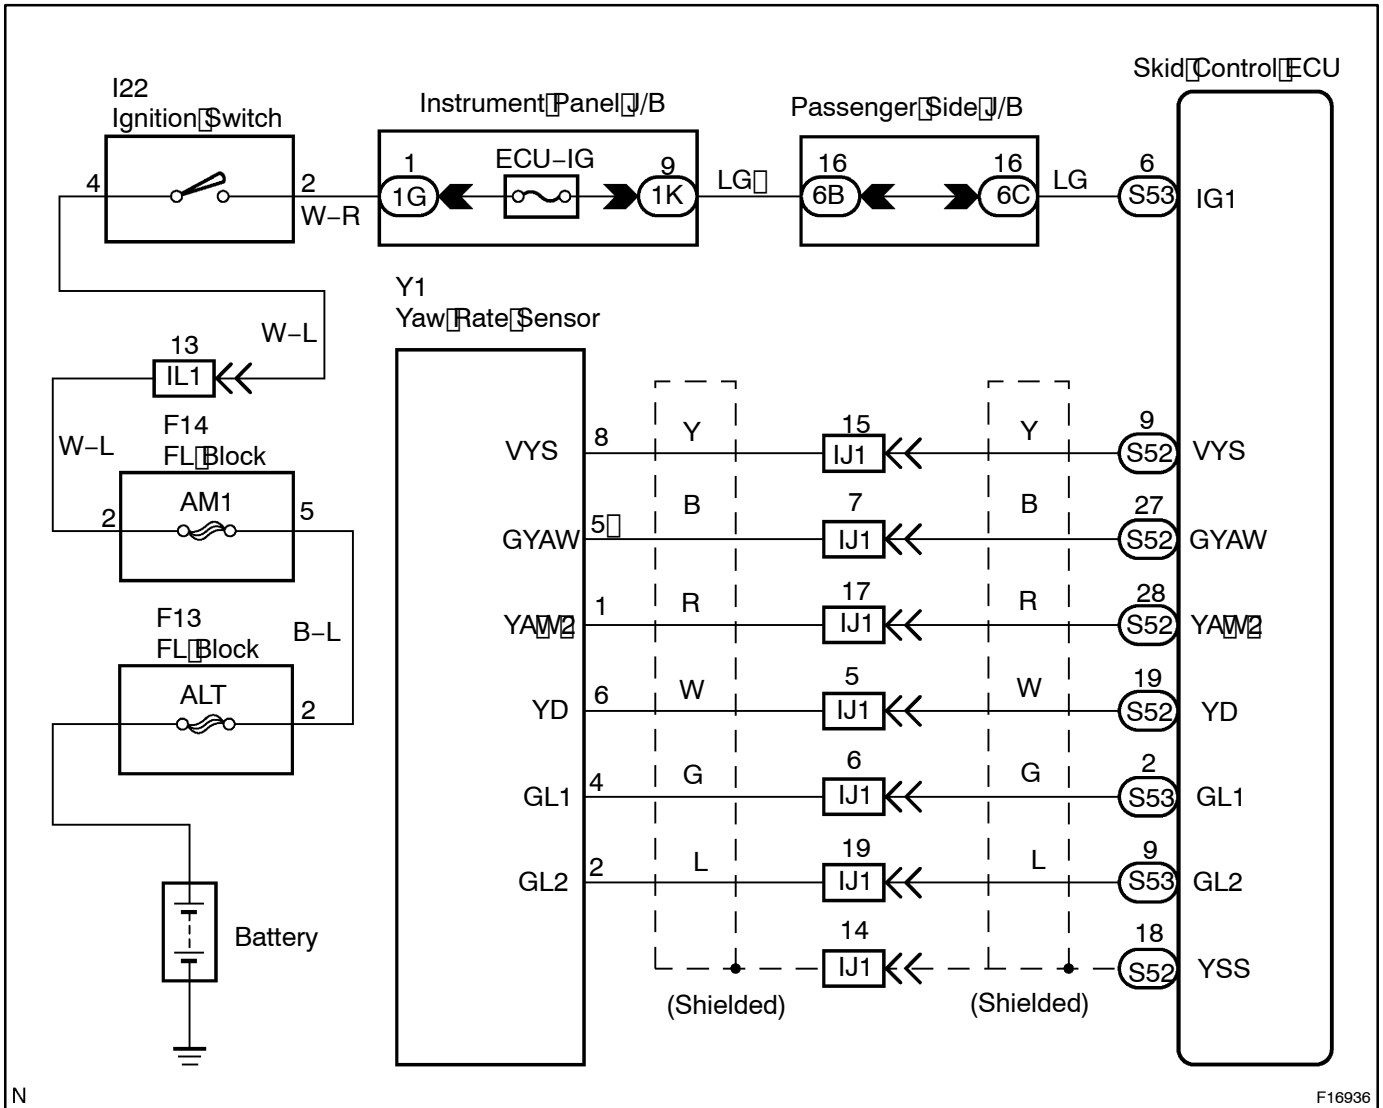 Skid Control ECU
I22
Ignition Switch
Instrument Panel J/B
Passenger Side J/B
4
2
W–R
1
1G
ECU–IG
9
1K
LG
16
6B
16
6C
LG
6
S53
IG1
Y1
Yaw Rate Sensor
W–L
13
IL1
W–L
F14
FL Block
AM1
2
5
F13
FL Block
ALT
2
B–L
Battery
VYS
8
Y
15
IJ1
Y
9
S52
VYS
GYAW
5
B
7
IJ1
B
27
S52
GYAW
YAW2
1
R
17
IJ1
R
28
S52
YAW2
YD
6
W
5
IJ1
W
19
S52
YD
GL1
4
G
6
IJ1
G
2
S53
GL1
GL2
2
L
19
IJ1
L
9
S53
GL2
14
IJ1
18
S52
YSS
(Shielded)
(Shielded)
N
F16936